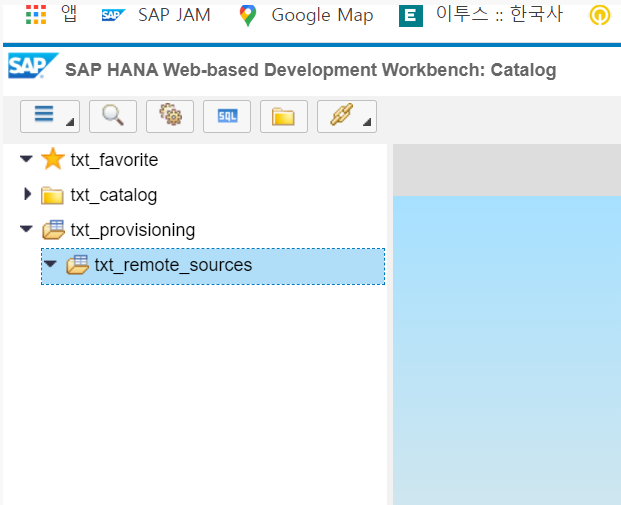 앱 SAP SAP JAM Google Map E 이투스 :: 한국사
SAP SAP HANA Web-based Development Workbench: Catalog
SQL
txt_favorite
txt_catalog
txt_provisioning
txt_remote_sources